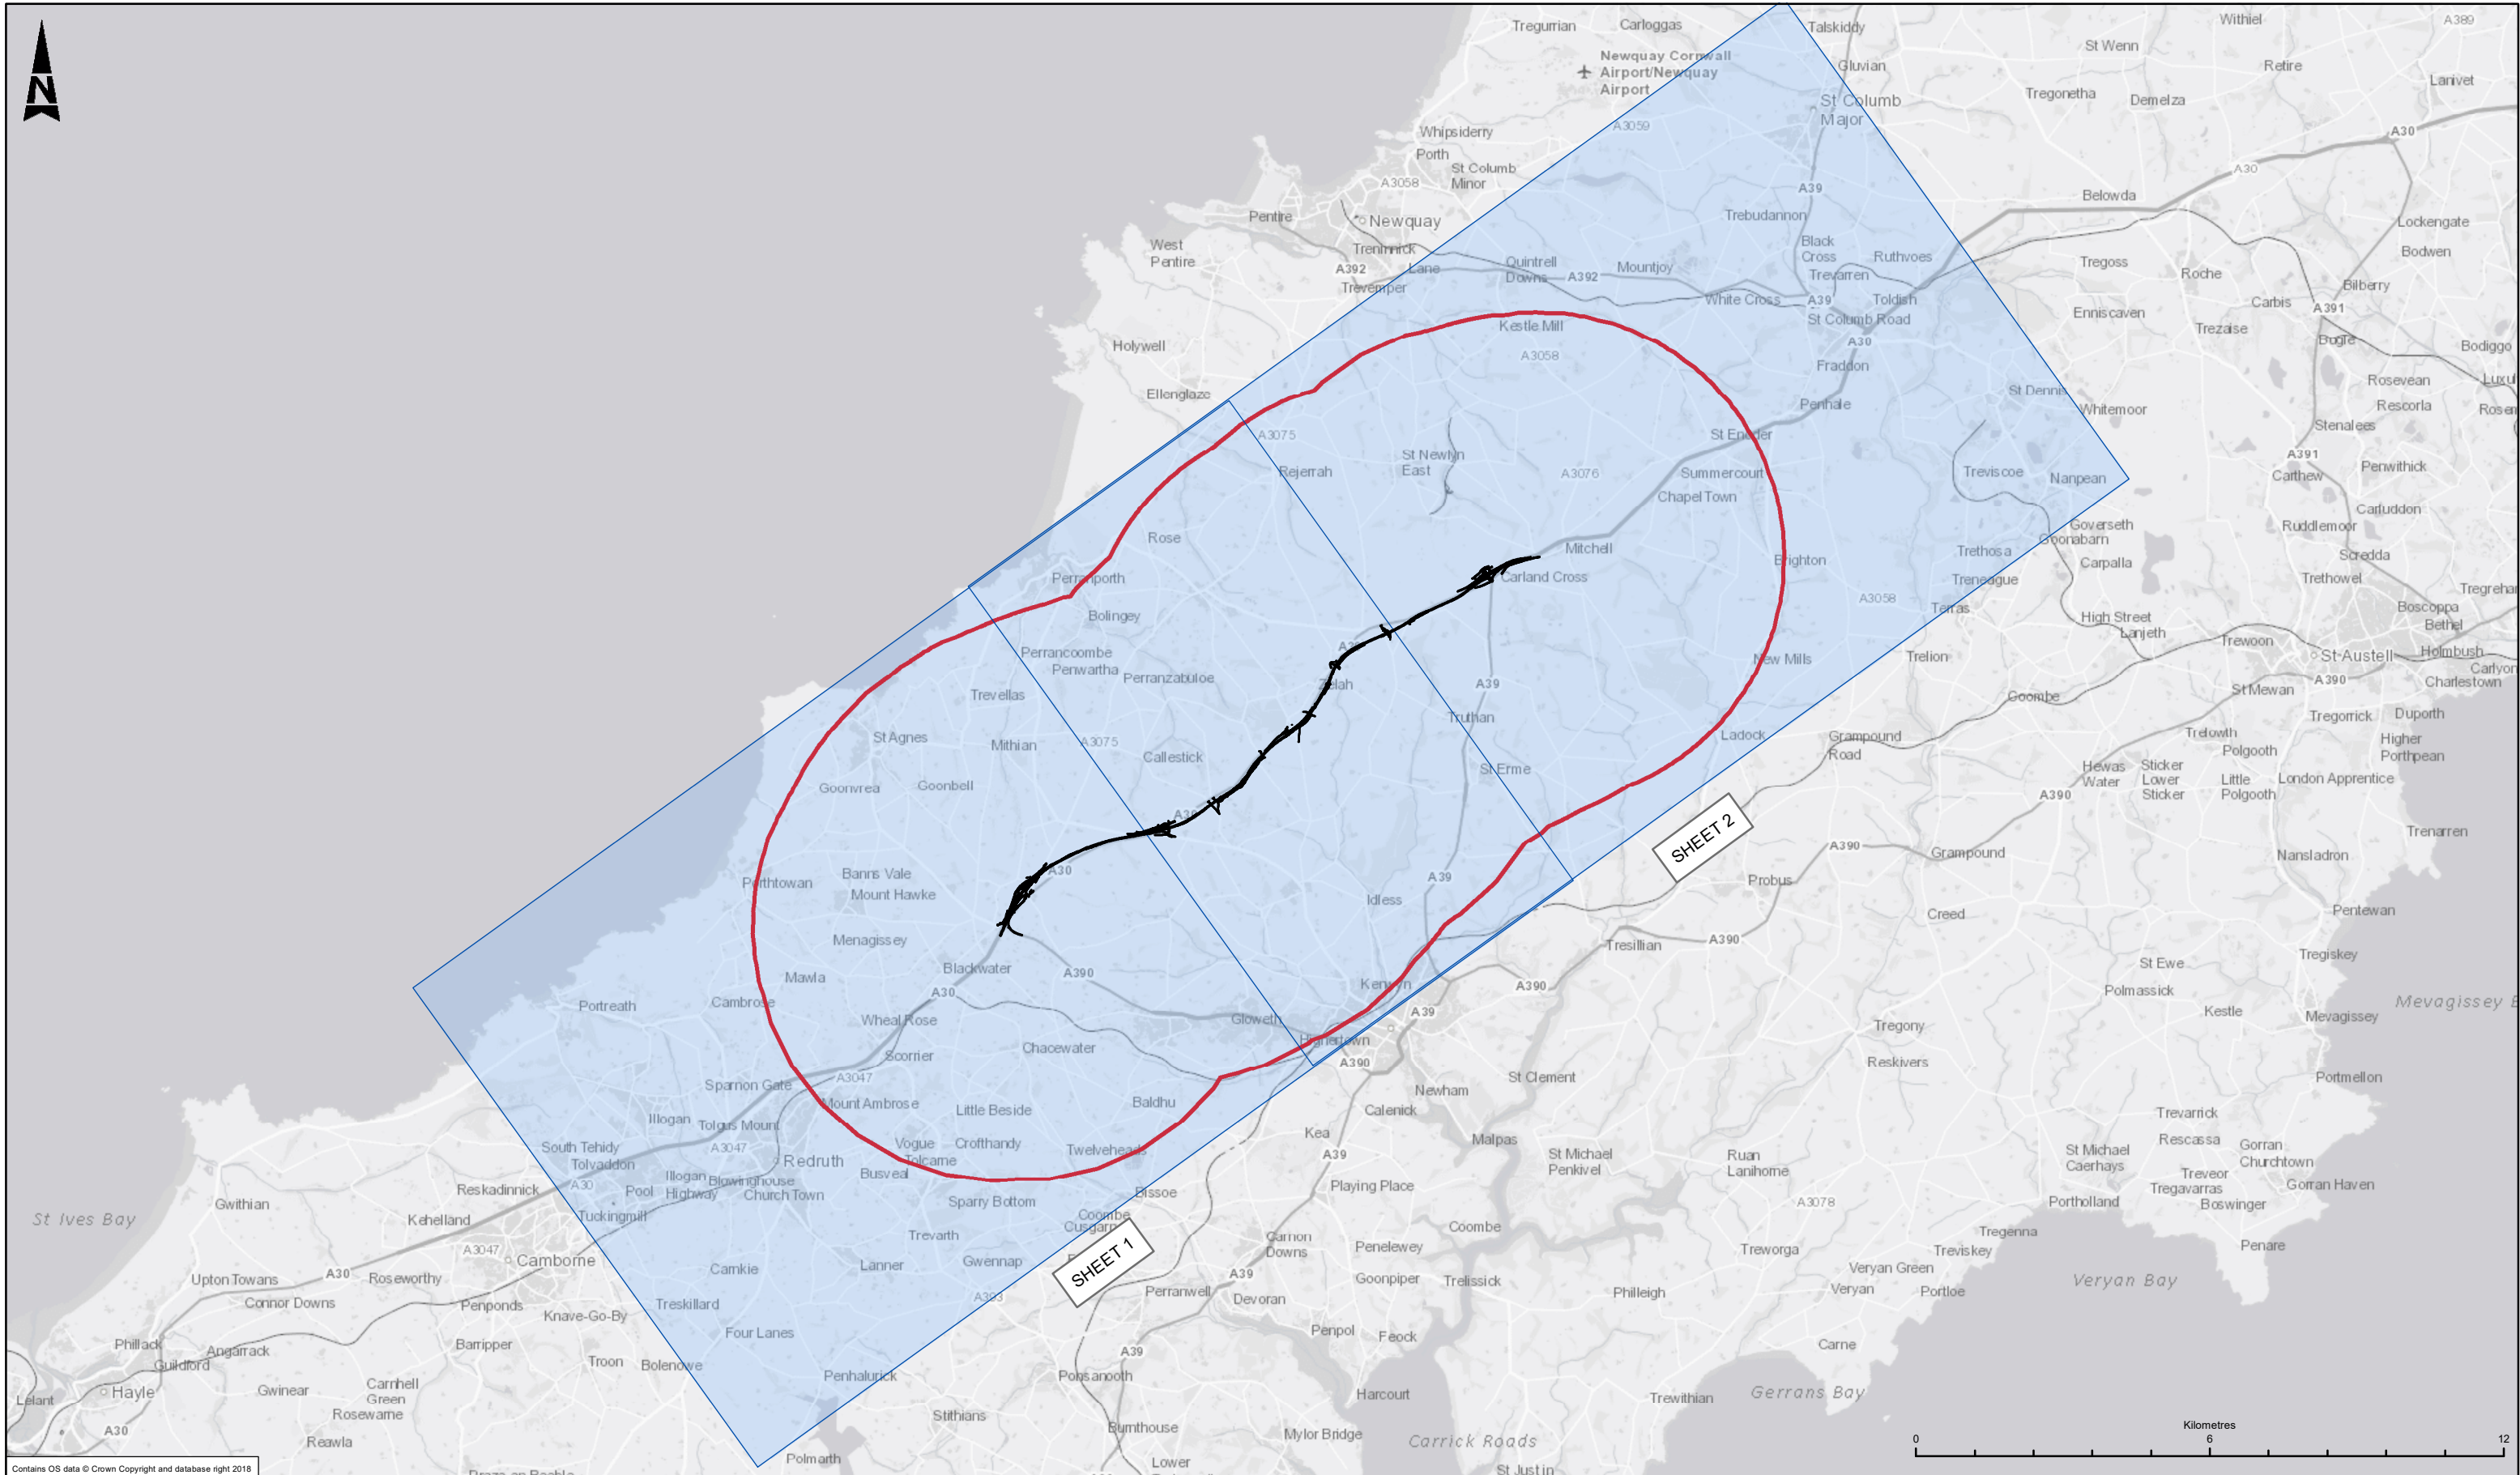 N
Tregurrian
Carloggas
Talskiddy
Withiel
A389
St Wenn
Newquay Cornwall
Airport/Newquay
Airport
Gluvian
Retire
Lanivet
Tregonetha
Demelza
St Columb
Major
A3059
Whipsiderry
A30
Porth
St Columb
Minor
A3058
A30
A39
Belowda
Pentire
Newquay
Trebudannon
Lockengate
West
Pentire
Treninnick
Black
Cross
Ruthvoes
Bodwen
A392
Lane
Quintrell
Downs
A392
Mountjoy
Trevarren
Tregoss
Roche
Trevemper
White Cross
A39
Toldish
Carbis
Bilberry
A391
Enniscaven
St Columb Road
Kestle Mill
Trezaise
Holywell
A3058
A30
Bugle
Bodiggo
Fraddon
Ellenglaze
St Dennis
Rosevean
Luxul
Penhale
Whitemoor
Rescorla
Rosen
A3075
St Enoder
Stenalees
St Newlyn
East
A391
Rejerrah
A3076
Summercourt
Treviscoe
Nanpean
Carthew
Penwithick
Chapel Town
Carluddon
Rose
Goverseth
Goonabarn
Ruddlemoor
Mitchell
Trethosa
Scredda
Brighton
Carpalla
Perranporth
Carland Cross
Treneague
Trethowel
Tregrehan
A3058
Terras
Boscoppa
Bolingey
High Street
Lanjeth
Bethel
Trewoon
Perrancoombe
Penwartha
New Mills
Trelion
St Austell
Holmbush
Carlyon
Perranzabuloe
Zelah
A39
A390
Charlestown
Trevellas
Coombe
St Mewan
Truthan
Tregorrick
Duporth
St Agnes
Mithian
A3075
Ladock
Grampound
Road
Trelowth
Higher
Porthpean
Callestick
St Erme
Polgooth
Goonvrea
Goonbell
Hewas
Water
Sticker
Lower
Sticker
Little
Polgooth
London Apprentice
A390
SHEET 2
Trenarren
A390
Grampound
Nansladron
Porthtowan
Banns Vale
A30
A39
Probus
Mount Hawke
Idless
Creed
Pentewan
Menagissey
Tresillian
A390
Tregiskey
Mawla
Blackwater
A390
St Ewe
Kenwyn
A390
Polmassick
Mevagissey B
Portreath
Cambrose
A30
A39
Kestle
Mevagissey
Wheal Rose
Gloweth
Tregony
Highertown
Scorrier
Chacewater
A390
Reskivers
Sparnon Gate
A3047
St Clement
Portmellon
Newham
Mount Ambrose
Little Beside
Baldhu
Calenick
Trevarrick
Illogan
Tolgus Mount
Kea
Malpas
Rescassa
Gorran
Churchtown
South Tehidy
A3047
Vogue
Crofthandy
Twelveheads
A39
St Michael
Penkivel
Ruan
Lanihorne
St Michael
Caerhays
Tolvaddon
Redruth
Tolcarne
Treveor
A30
Illogan
Highway
Blowinghouse
Busveal
Playing Place
Tregavarras
Gorran Haven
Reskadinnick
Pool
Church Town
Bissoe
A3078
Portholland
Boswinger
Gwithian
Sparry Bottom
St Ives Bay
Kehelland
Tuckingmill
Coombe
Cusgarne
Coombe
Tregenna
Trevarth
Carnon
Downs
Penelewey
Treworga
Treviskey
Penare
A3047
Camborne
Carnkie
Lanner
Gwennap
SHEET 1
Veryan Green
Upton Towans
A30
Roseworthy
A39
Goonpiper
Trelissick
Veryan Bay
Connor Downs
Penponds
Treskillard
A393
Perranwell
Devoran
Philleigh
Veryan
Portloe
Knave-Go-By
Four Lanes
Penpol
Feock
Phillack
Angarrack
Barripper
A39
Carne
Guildford
Troon
Bolenowe
Penhalurick
Ponsanooth
Lelant
Hayle
Gwinear
Carnhell
Green
Harcourt
Trewithian
Gerrans Bay
Rosewarne
Stithians
Burnthouse
A30
Mylor Bridge
Carrick Roads
Kilometres
Reawla
0
6
12
Polmarth
Lower
St Justin
Contains OS data © Crown Copyright and database right 2018